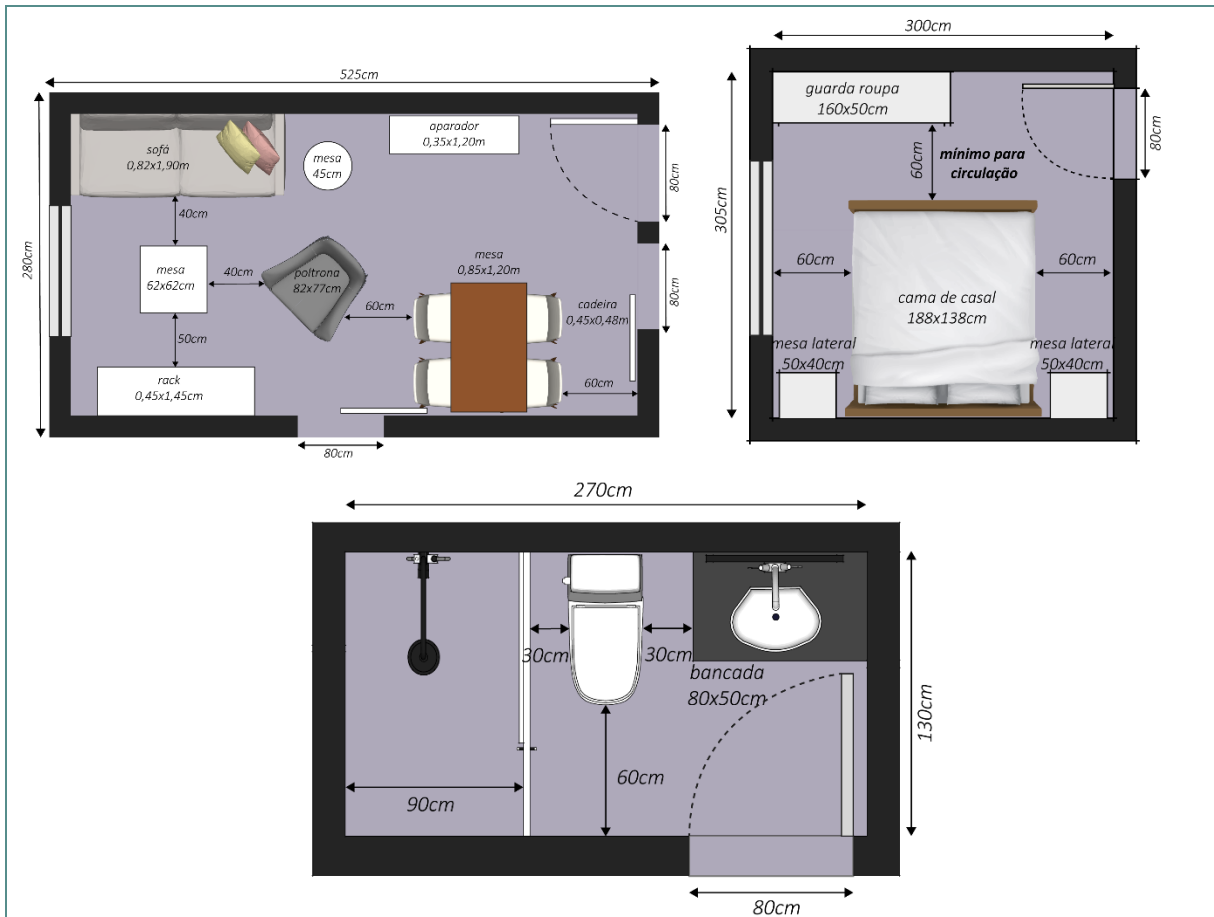 525cm
280cm
sofá
0,82x1,90m
mesa
45cm
aparador
0,35x1,20m
80cm
40cm
mesa
62x62cm
40cm
poltrona
82x77cm
60cm
mesa
0,85x1,20m
cadeira
0,45x0,48m
80cm
50cm
rack
0,45x1,45cm
60cm
80cm
300cm
305cm
guarda roupa
160x50cm
60cm
mínimo para
circulação
80cm
60cm
60cm
cama de casal
188x138cm
mesa lateral
50x40cm
mesa lateral
50x40cm
270cm
30cm
30cm
bancada
80x50cm
130cm
90cm
60cm
80cm